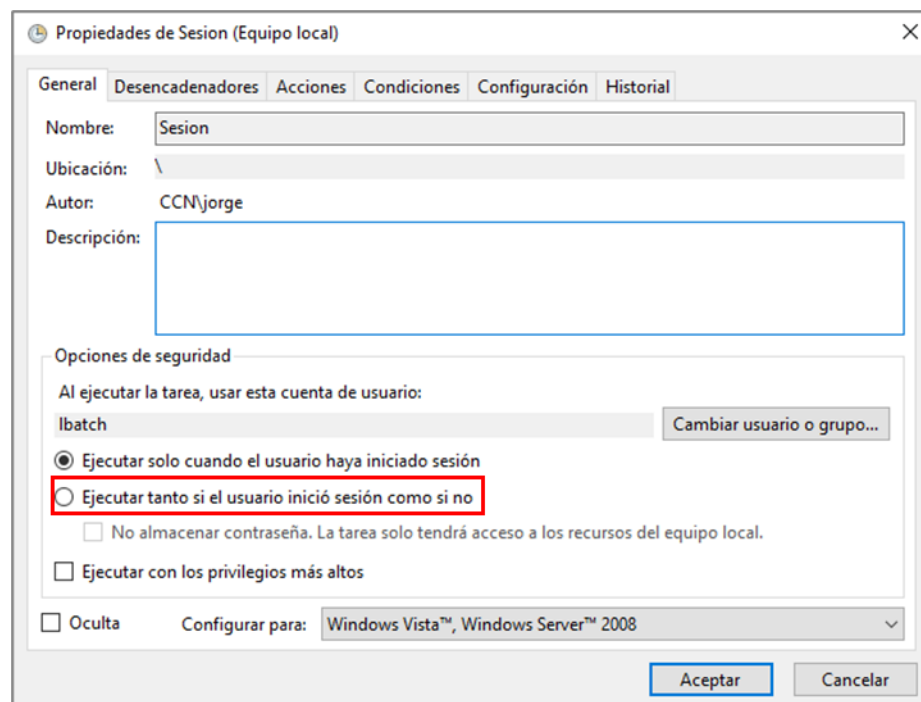 Propiedades de Sesion (Equipo local)
General Desencadenadores Acciones Condiciones Configuración Historial
Nombre: Sesion
Ubicación: \
Autor: CCN\jorge
Descripción:
Opciones de seguridad
Al ejecutar la tarea, usar esta cuenta de usuario:
lbatch Cambiar usuario o grupo...
Ejecutar solo cuando el usuario haya iniciado sesión
Ejecutar tanto si el usuario inició sesión como si no
No almacenar contraseña. La tarea solo tendrá acceso a los recursos del equipo local.
Ejecutar con los privilegios más altos
Oculta Configurar para: Windows Vista™, Windows Server™ 2008
Aceptar Cancelar